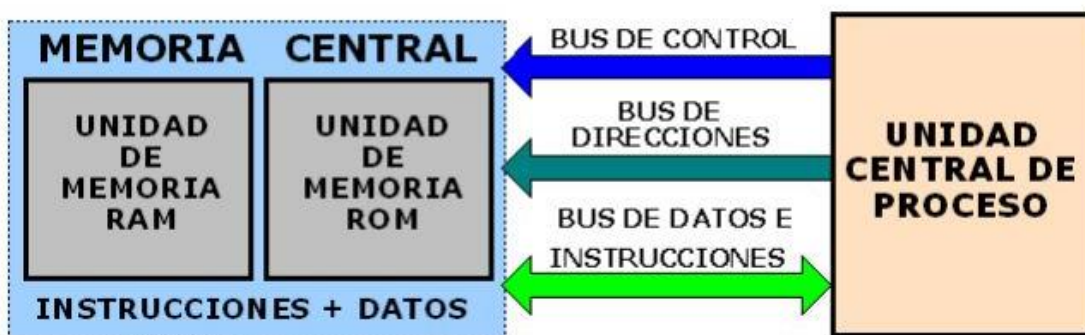 MEMORIA CENTRAL
UNIDAD
DE
MEMORIA
RAM
UNIDAD
DE
MEMORIA
ROM
INSTRUCCIONES + DATOS
BUS DE CONTROL
BUS DE
DIRECCIONES
BUS DE DATOS E
INSTRUCCIONES
UNIDAD
CENTRAL DE
PROCESO